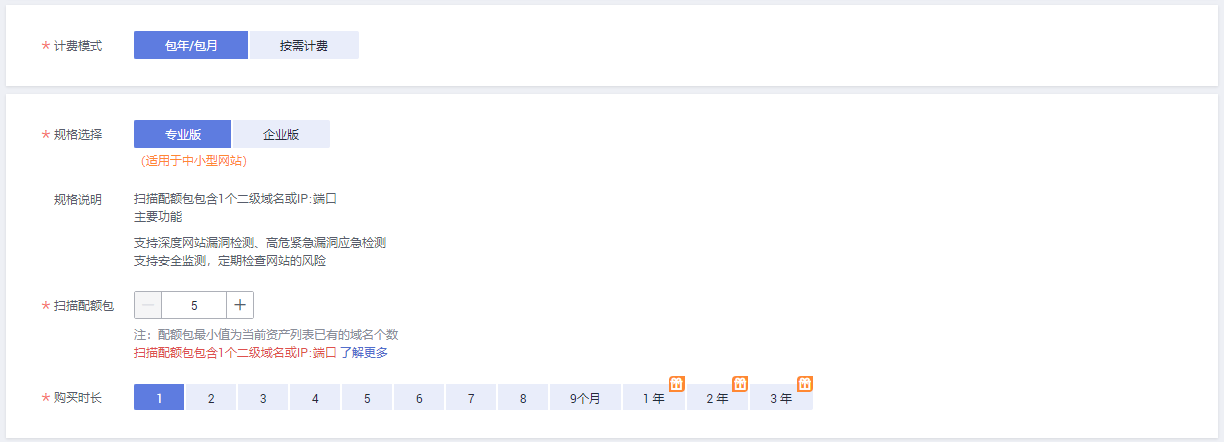 * 计费模式 包年/包月 按需计费
* 规格选择 专业版 企业版
(适用于中小型网站)
规格说明 扫描配额包包含1个二级域名或IP:端口
主要功能
支持深度网站漏洞检测、高危紧急漏洞应急检测
支持安全监测，定期检查网站的风险
* 扫描配额包 — 5 +
注：配额包最小值为当前资产列表已有的域名个数
扫描配额包包含1个二级域名或IP:端口 了解更多
* 购买时长 1 2 3 4 5 6 7 8 9个月 1 年 2 年 3 年